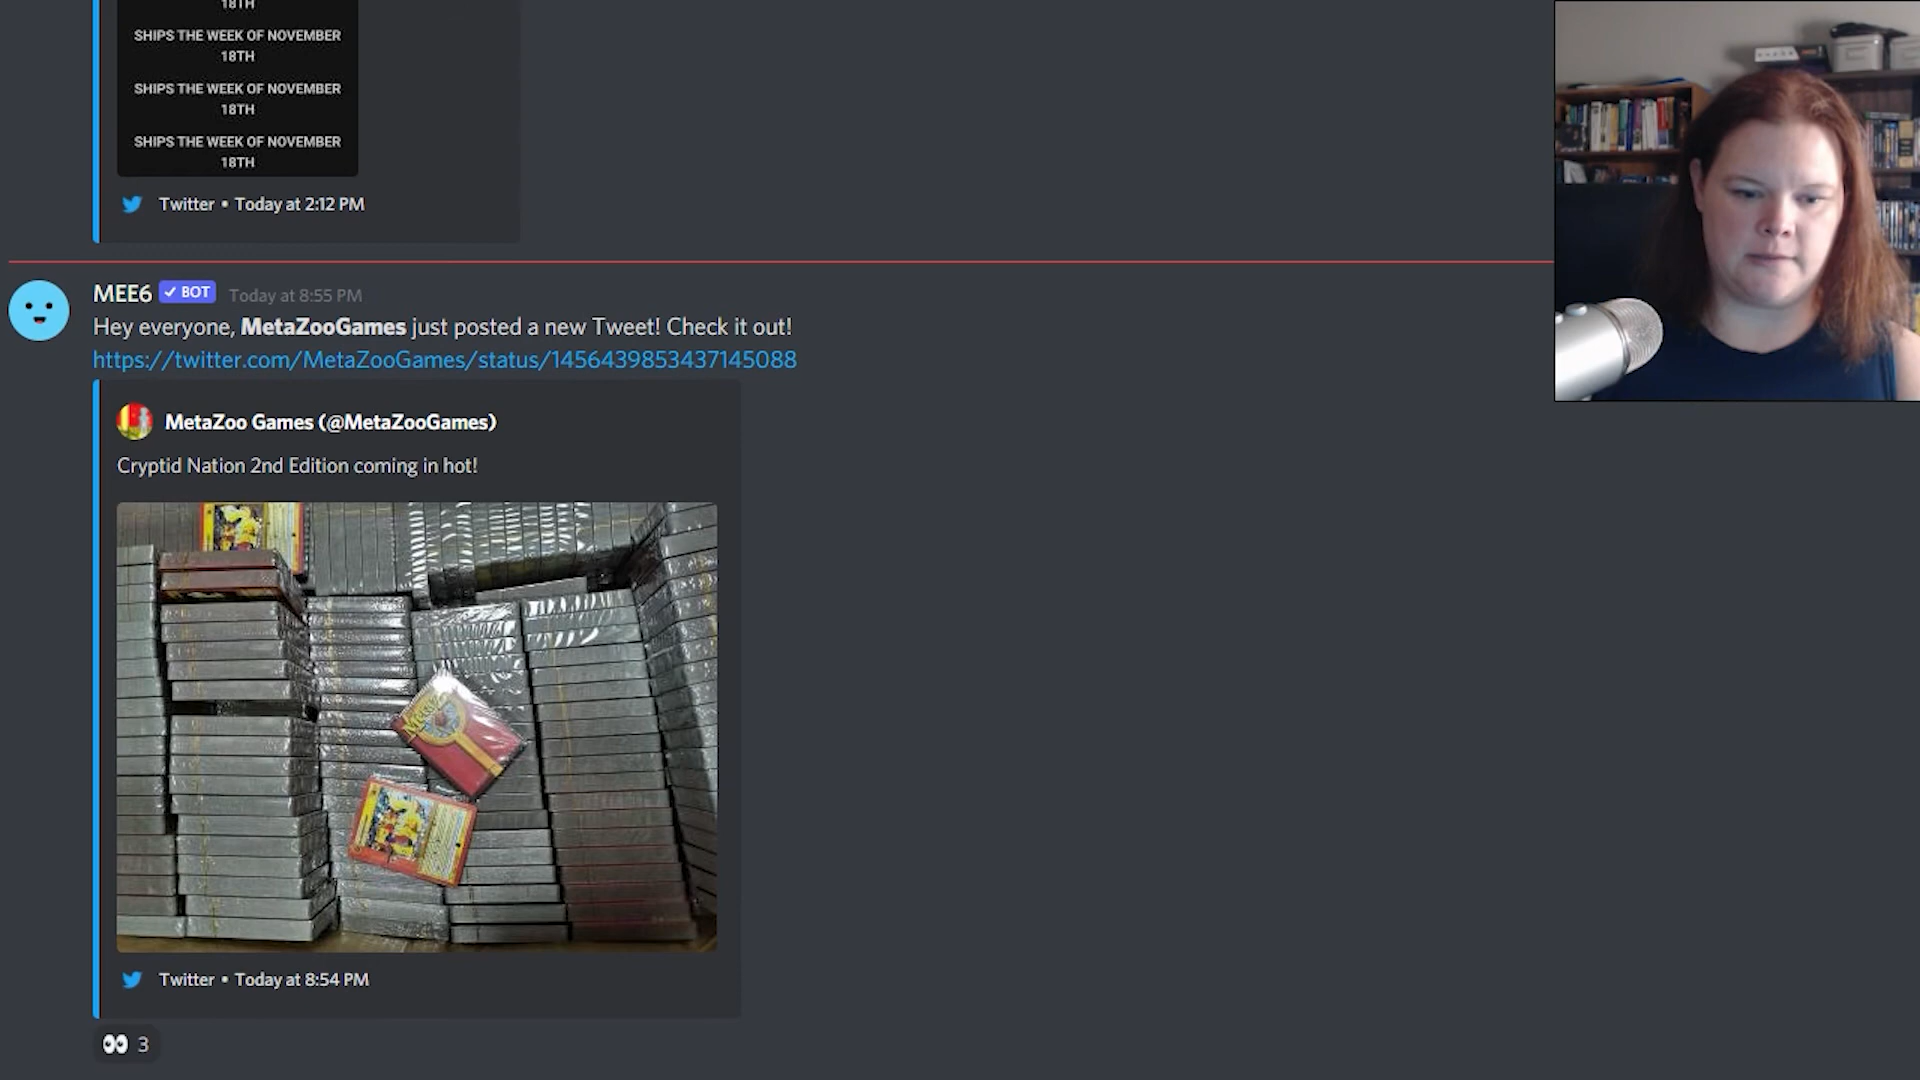 18TH
SHIPS THE WEEK OF NOVEMBER
18TH
SHIPS THE WEEK OF NOVEMBER
18TH
SHIPS THE WEEK OF NOVEMBER
18TH
Twitter • Today at 2:12 PM
MEE6 ✓ BOT Today at 8:55 PM
Hey everyone, MetaZooGames just posted a new Tweet! Check it out!
https://twitter.com/MetaZooGames/status/1456439853437145088
MetaZoo Games (@MetaZooGames)
Cryptid Nation 2nd Edition coming in hot!
Twitter • Today at 8:54 PM
3